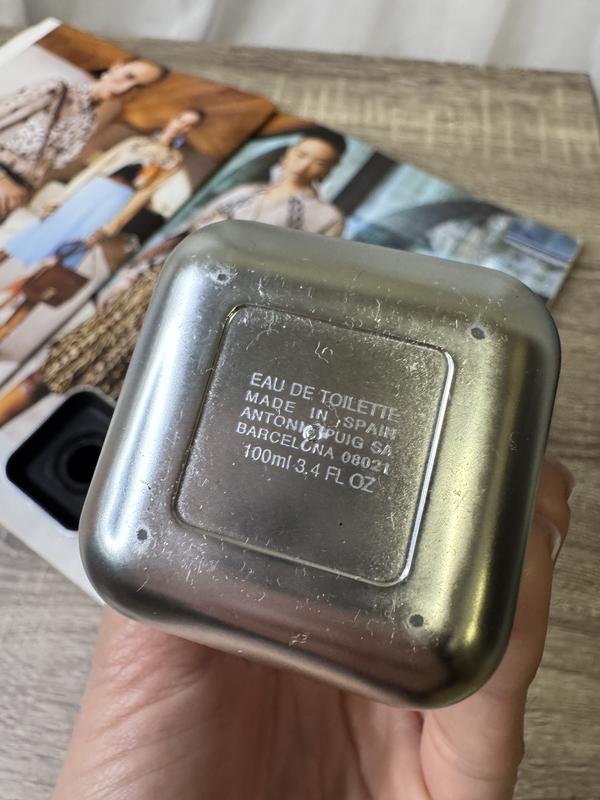 EAU DE TOILETTE
MADE IN SPAIN
ANTONIO PUIG SA
BARCELONA 08021
100ml 3,4 FL OZ